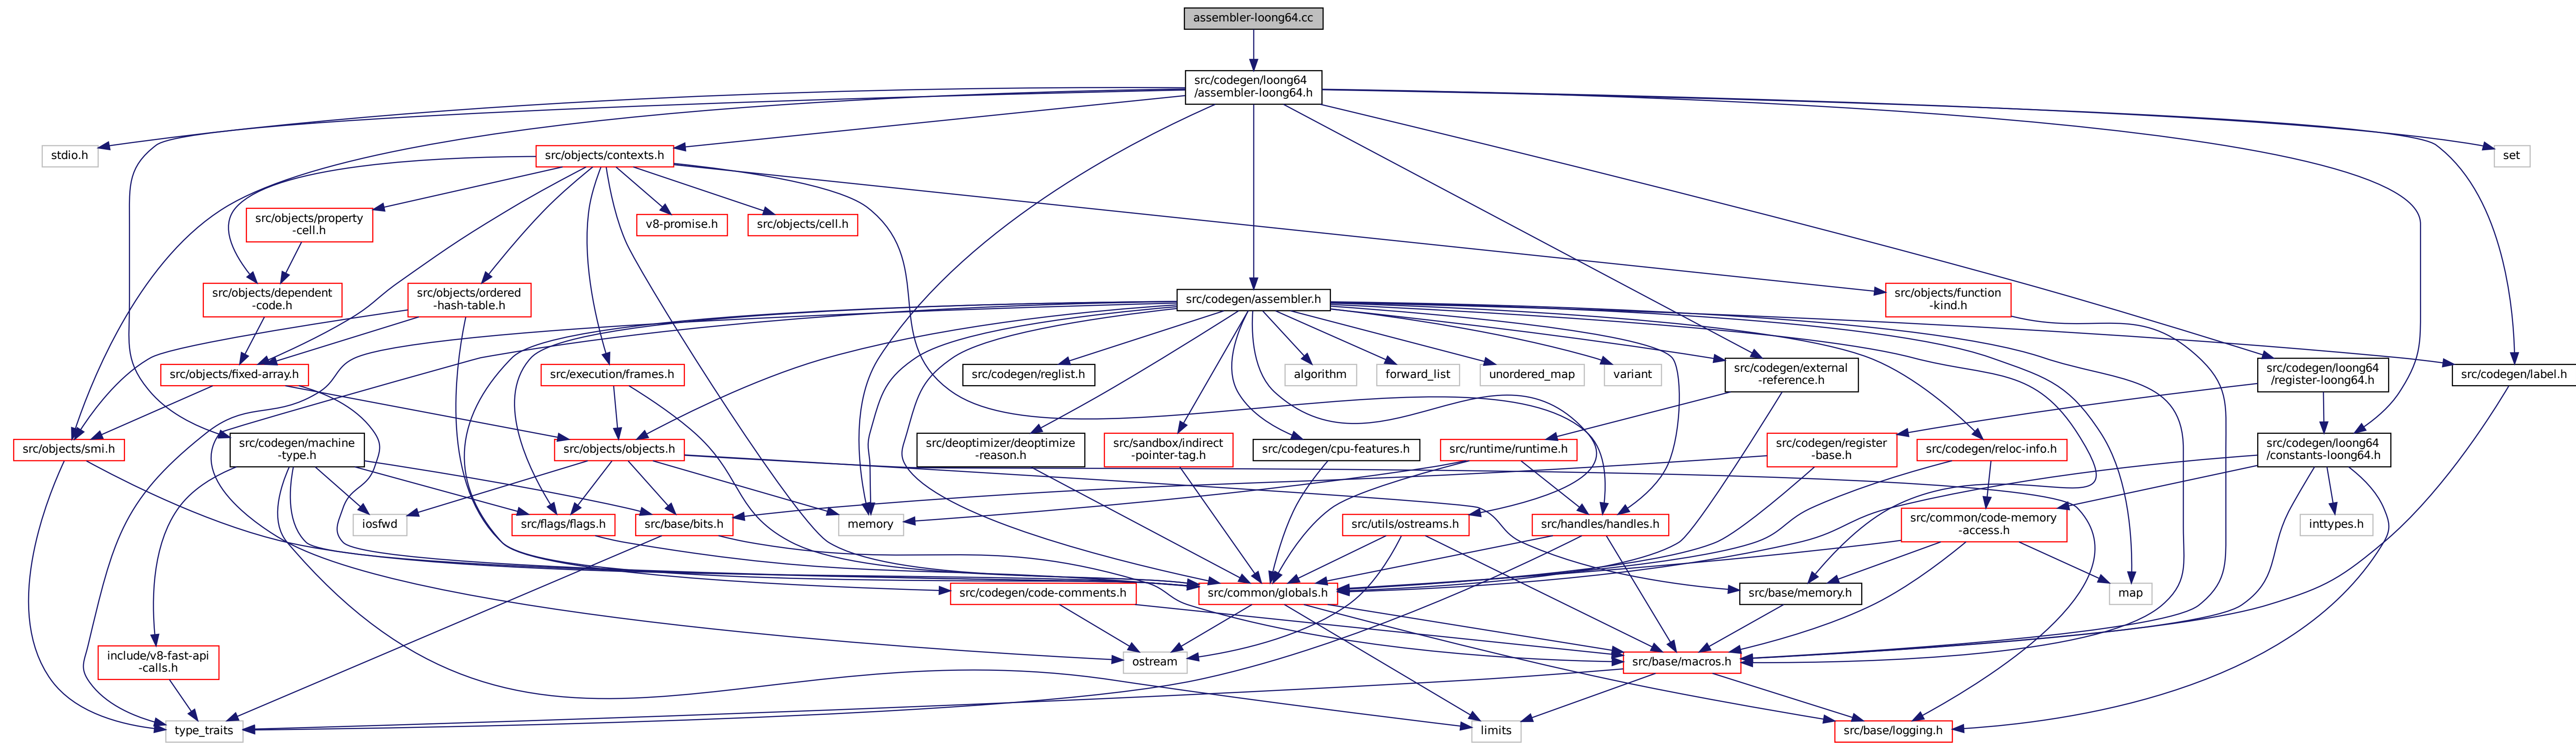 assembler-loong64.cc
src/codegen/loong64
/assembler-loong64.h
stdio.h
src/objects/contexts.h
set
src/objects/property
-cell.h
v8-promise.h
src/objects/cell.h
src/objects/dependent
-code.h
src/objects/ordered
-hash-table.h
src/codegen/assembler.h
src/objects/function
-kind.h
src/objects/fixed-array.h
src/execution/frames.h
src/codegen/reglist.h
algorithm
forward_list
unordered_map
variant
src/codegen/external
-reference.h
src/codegen/loong64
/register-loong64.h
src/codegen/label.h
src/objects/smi.h
src/codegen/machine
-type.h
src/objects/objects.h
src/deoptimizer/deoptimize
-reason.h
src/sandbox/indirect
-pointer-tag.h
src/codegen/cpu-features.h
src/runtime/runtime.h
src/codegen/register
-base.h
src/codegen/reloc-info.h
src/codegen/loong64
/constants-loong64.h
iosfwd
src/flags/flags.h
src/base/bits.h
memory
src/utils/ostreams.h
src/handles/handles.h
src/common/code-memory
-access.h
inttypes.h
src/codegen/code-comments.h
src/common/globals.h
src/base/memory.h
map
include/v8-fast-api
-calls.h
ostream
src/base/macros.h
type_traits
limits
src/base/logging.h